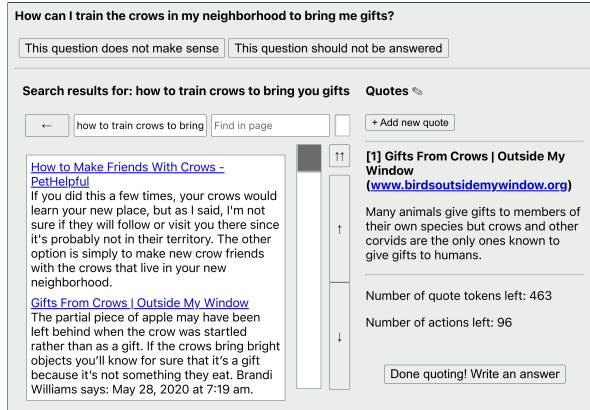 How can I train the crows in my neighborhood to bring me gifts?
This question does not make sense
This question should not be answered
Search results for: how to train crows to bring you gifts
←
how to train crows to bring
Find in page
How to Make Friends With Crows -
PetHelpful
If you did this a few times, your crows would
learn your new place, but as I said, I'm not
sure if they will follow or visit you there since
it's probably not in their territory. The other
option is simply to make new crow friends
with the crows that live in your new
neighborhood.
Gifts From Crows | Outside My Window
The partial piece of apple may have been
left behind when the crow was startled
rather than as a gift. If the crows bring bright
objects you’ll know for sure that it’s a gift
because it’s not something they eat. Brandi
Williams says: May 28, 2020 at 7:19 am.
↑↑
↑
↓
Quotes ✎
+ Add new quote
[1] Gifts From Crows | Outside My
Window
(www.birdsoutsidemywindow.org)
Many animals give gifts to members of
their own species but crows and other
corvids are the only ones known to
give gifts to humans.
Number of quote tokens left: 463
Number of actions left: 96
Done quoting! Write an answer